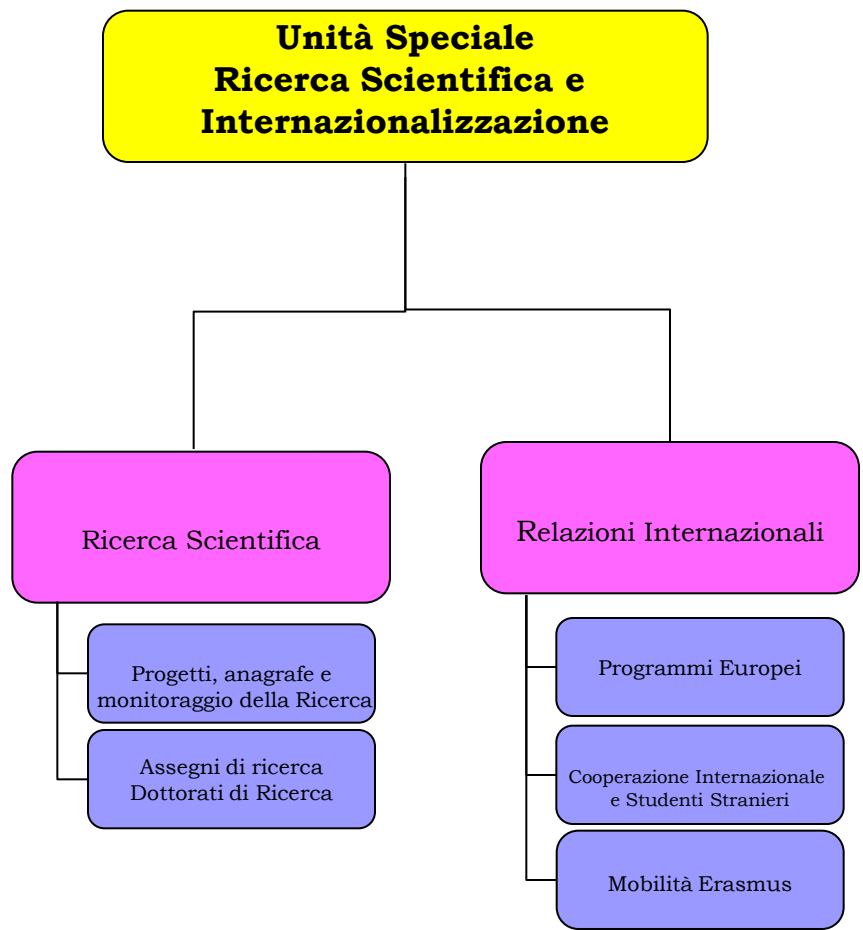 Unità Speciale
Ricerca Scientifica e
Internazionalizzazione
Ricerca Scientifica
Progetti, anagrafe e
monitoraggio della Ricerca
Assegni di ricerca
Dottorati di Ricerca
Relazioni Internazionali
Programmi Europei
Cooperazione Internazionale
e Studenti Stranieri
Mobilità Erasmus